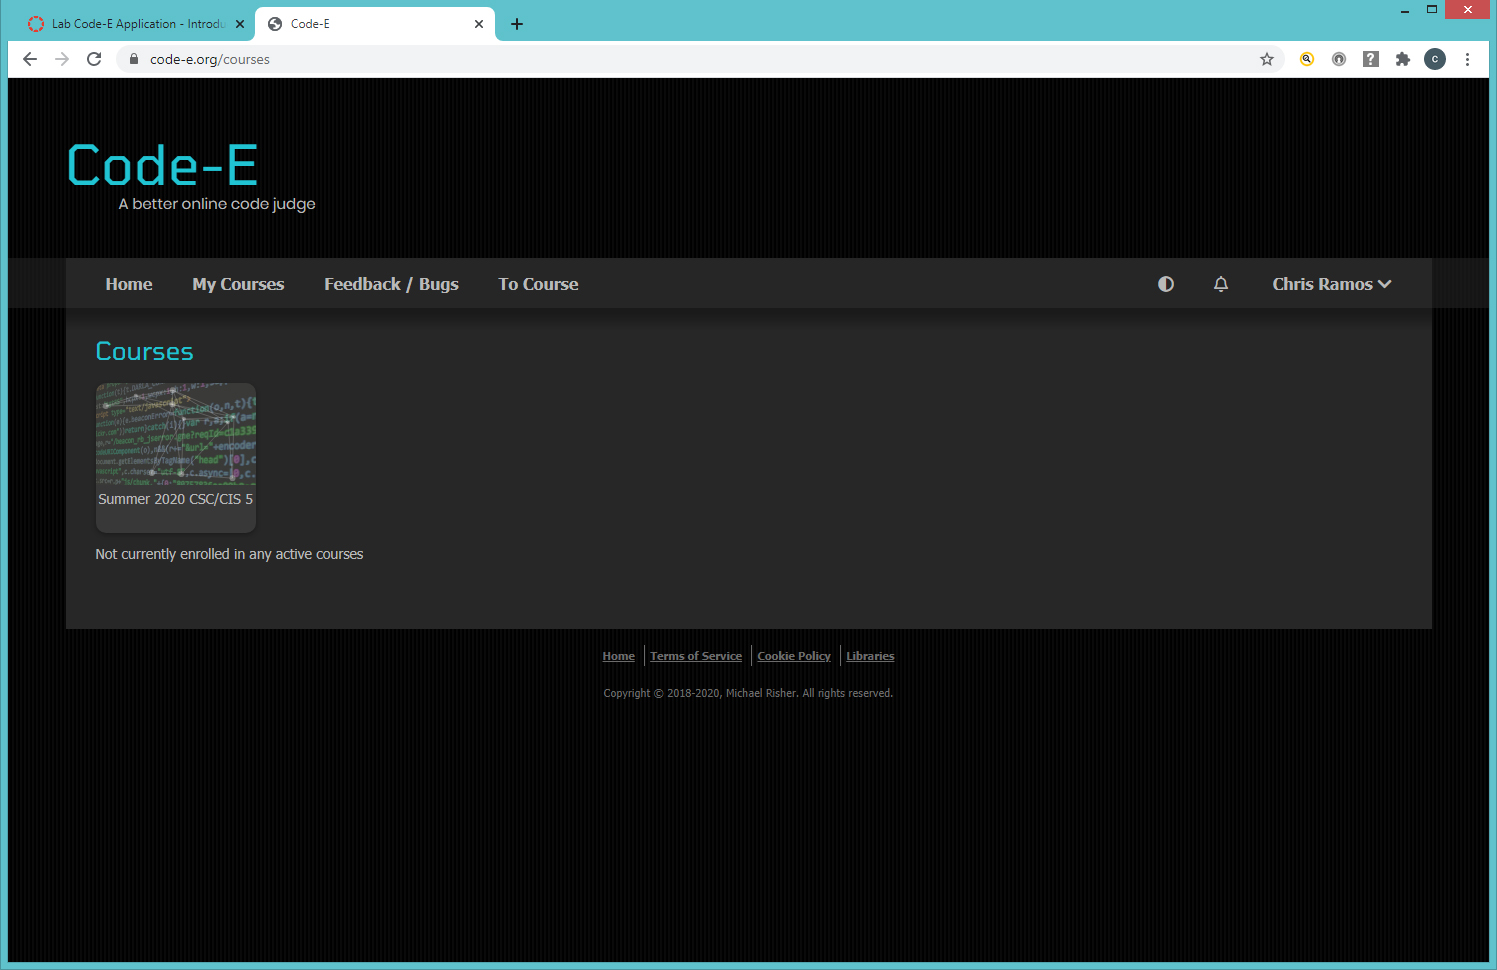 Lab Code-E Application - Introdu
Code-E
code-e.org/courses
C
Code-E
A better online code judge
Home My Courses Feedback / Bugs To Course Chris Ramos
Courses
Summer 2020 CSC/CIS 5
Not currently enrolled in any active courses
Home Terms of Service Cookie Policy Libraries
Copyright © 2018-2020, Michael Risher. All rights reserved.